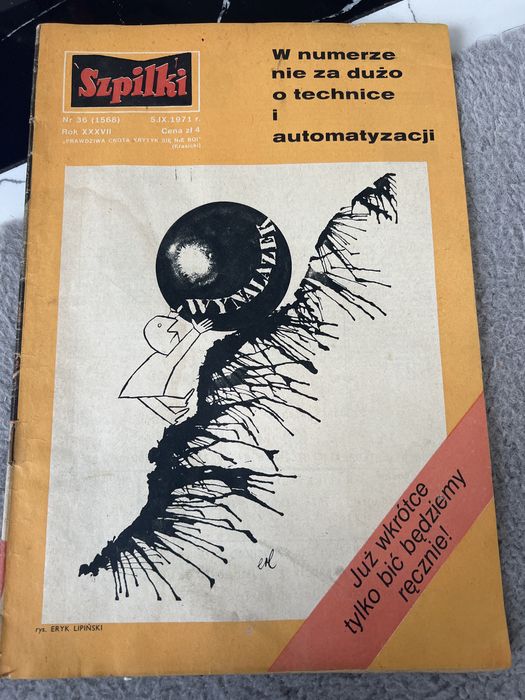 Szpilki
Nr 36 (1568) 5.IX.1971 r.
Rok XXXVII Cena zł 4
„PRAWDZIWA CNOTA KRYTYK SIĘ NIE BOI"
(Krasicki)
W numerze
nie za dużo
o technice
i
automatyzacji
WYNALAZEK
erl
Już wkrótce
tylko bić będziemy
ręcznie!
rys. ERYK LIPIŃSKI